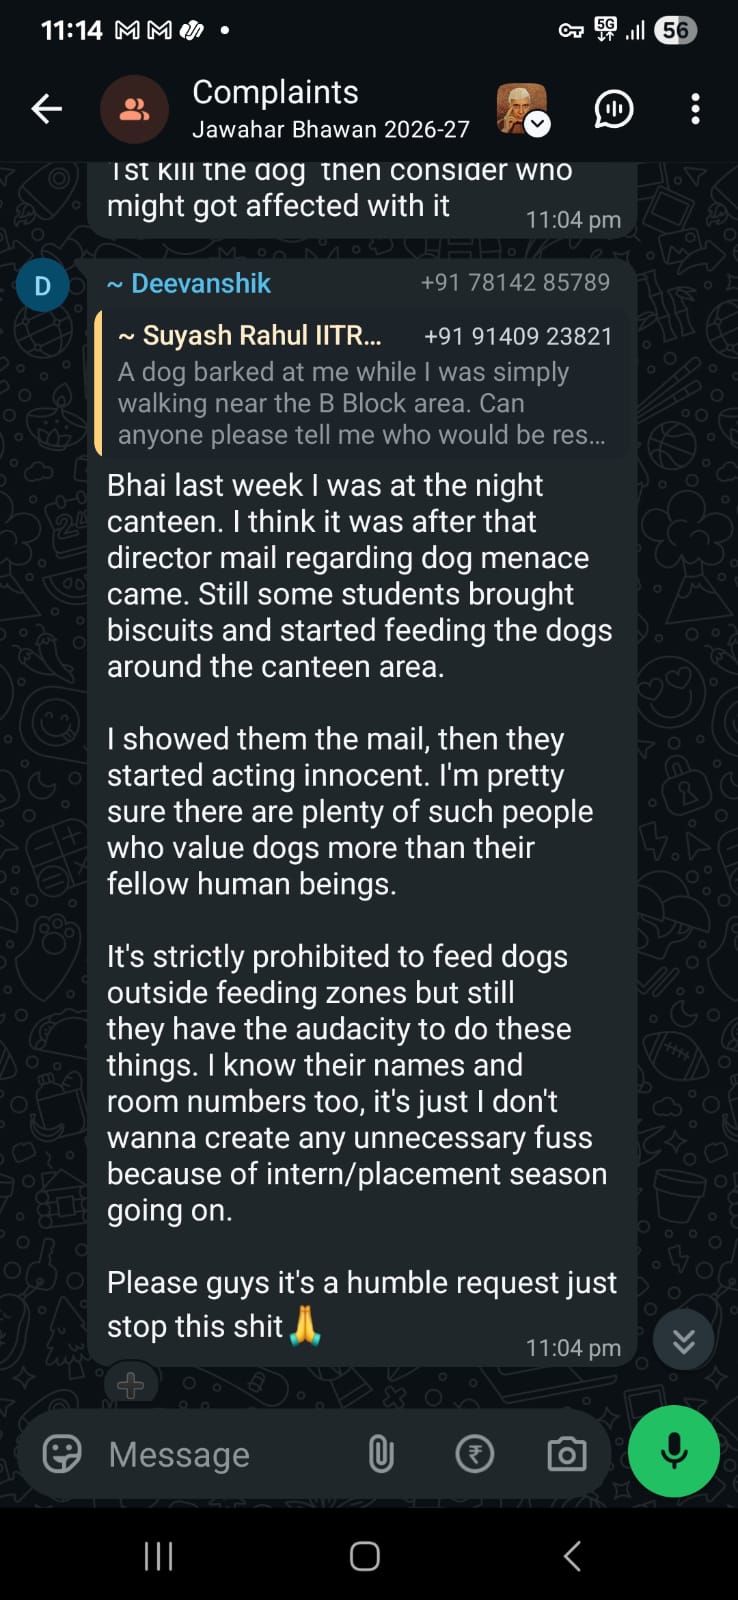 11:14
5G
56
Complaints
Jawahar Bhawan 2026-27
1st kill the dog then consider who
might got affected with it
11:04 pm
D
~ Deevanshik +91 78142 85789
~ Suyash Rahul IITR... +91 91409 23821
A dog barked at me while I was simply
walking near the B Block area. Can
anyone please tell me who would be res...
Bhai last week I was at the night
canteen. I think it was after that
director mail regarding dog menace
came. Still some students brought
biscuits and started feeding the dogs
around the canteen area.
I showed them the mail, then they
started acting innocent. I'm pretty
sure there are plenty of such people
who value dogs more than their
fellow human beings.
It's strictly prohibited to feed dogs
outside feeding zones but still
they have the audacity to do these
things. I know their names and
room numbers too, it's just I don't
wanna create any unnecessary fuss
because of intern/placement season
going on.
Please guys it's a humble request just
stop this shit🙏
11:04 pm
Message
₹